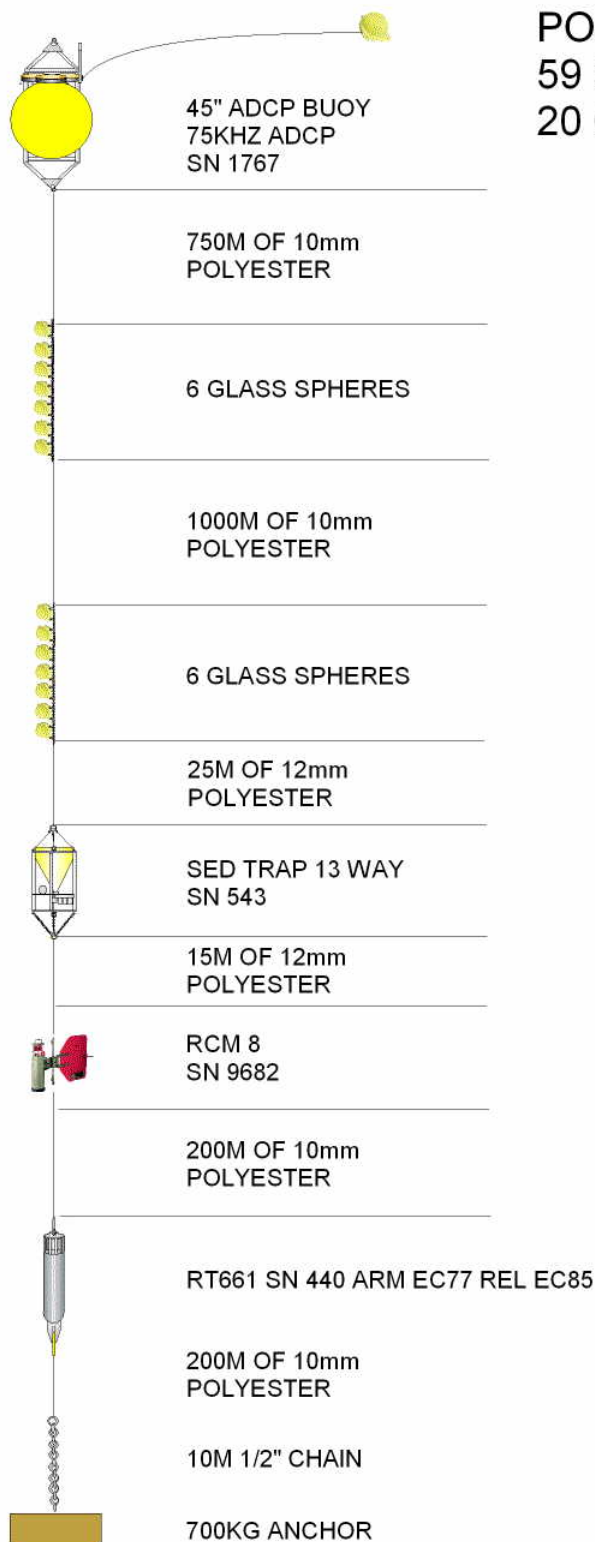 PO
59
20
45" ADCP BUOY
75KHZ ADCP
SN 1767
750M OF 10mm
POLYESTER
6 GLASS SPHERES
1000M OF 10mm
POLYESTER
6 GLASS SPHERES
25M OF 12mm
POLYESTER
SED TRAP 13 WAY
SN 543
15M OF 12mm
POLYESTER
RCM 8
SN 9682
200M OF 10mm
POLYESTER
RT661 SN 440 ARM EC77 REL EC85
200M OF 10mm
POLYESTER
10M 1/2" CHAIN
700KG ANCHOR